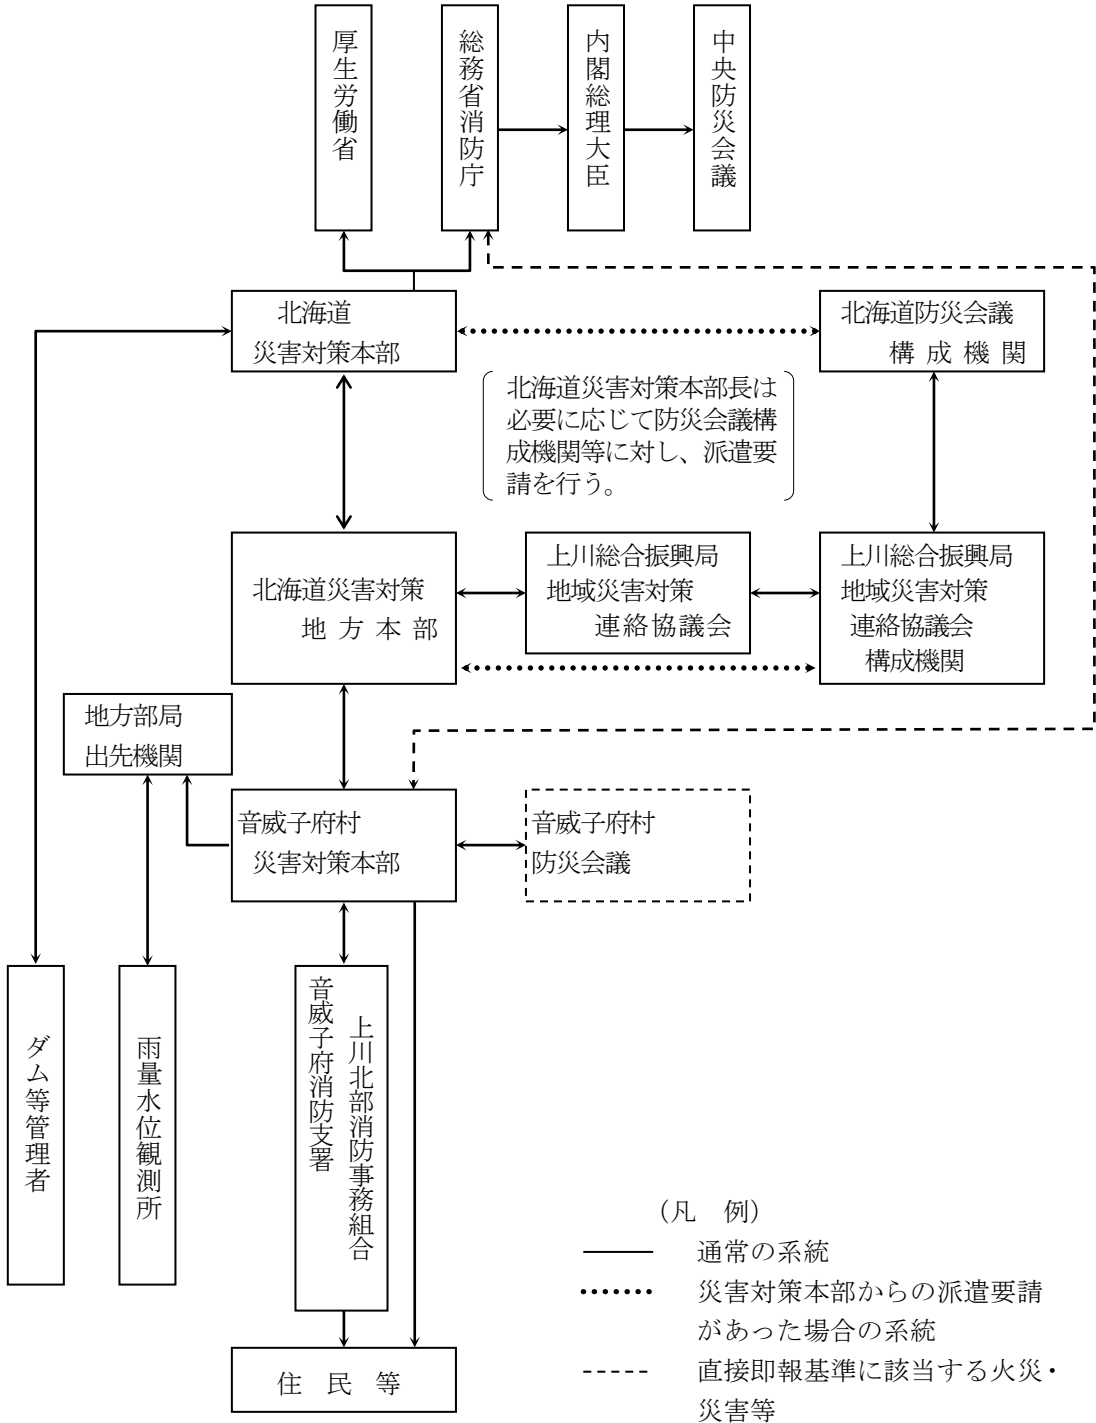 厚生労働省
総務省消防庁
内閣総理大臣
中央防災会議
北海道
災害対策本部
北海道防災会議
構成機関
北海道災害対策本部長は
必要に応じて防災会議構
成機関等に対し、派遣要
請を行う。
北海道災害対策
地方本部
上川総合振興局
地域災害対策
連絡協議会
上川総合振興局
地域災害対策
連絡協議会
構成機関
地方部局
出先機関
音威子府村
災害対策本部
音威子府村
防災会議
ダム等管理者
雨量水位観測所
上川北部消防事務組合
音威子府消防支署
住　民　等
（凡　例）
通常の系統
災害対策本部からの派遣要請
があった場合の系統
直接即報基準に該当する火災・
災害等